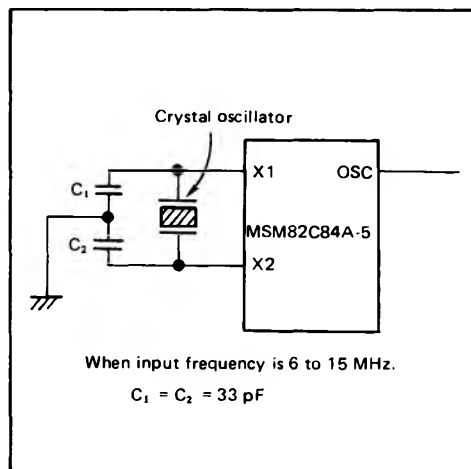 Crystal oscillator
X1
OSC
C₁
MSM82C84A-5
C₂
X2
When input frequency is 6 to 15 MHz.
C₁ = C₂ = 33 pF